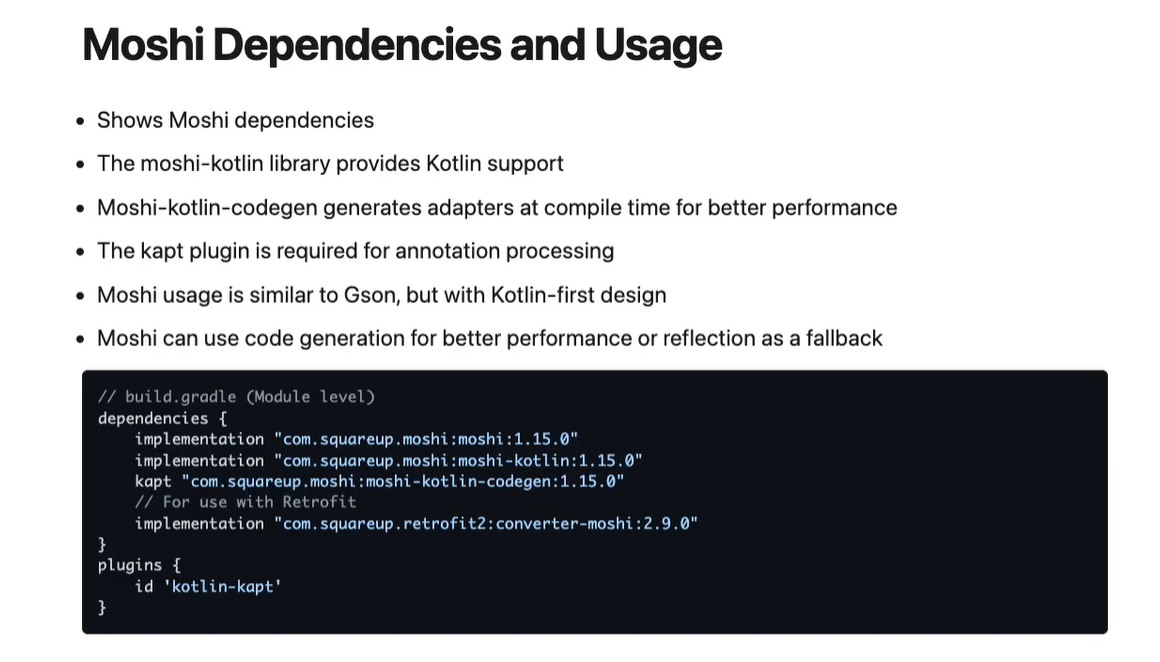 Moshi Dependencies and Usage
• Shows Moshi dependencies
• The moshi-kotlin library provides Kotlin support
• Moshi-kotlin-codegen generates adapters at compile time for better performance
• The kapt plugin is required for annotation processing
• Moshi usage is similar to Gson, but with Kotlin-first design
• Moshi can use code generation for better performance or reflection as a fallback
// build.gradle (Module level)
dependencies {
    implementation "com.squareup.moshi:moshi:1.15.0"
    implementation "com.squareup.moshi:moshi-kotlin:1.15.0"
    kapt "com.squareup.moshi:moshi-kotlin-codegen:1.15.0"
    // For use with Retrofit
    implementation "com.squareup.retrofit2:converter-moshi:2.9.0"
}
plugins {
    id 'kotlin-kapt'
}